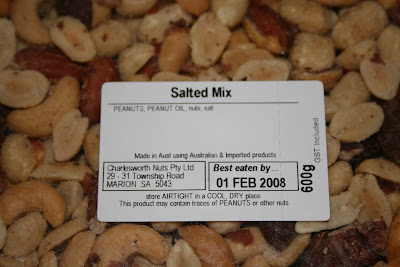 Salted Mix
PEANUTS, PEANUT OIL, nuts, salt
Made in Aust using Australian & imported products
Charlesworth Nuts Pty Ltd
29 - 31 Township Road
MARION SA 5043
Best eaten by...
01 FEB 2008
600g
GST Included
store AIRTIGHT in a COOL, DRY place
This product may contain traces of PEANUTS or other nuts